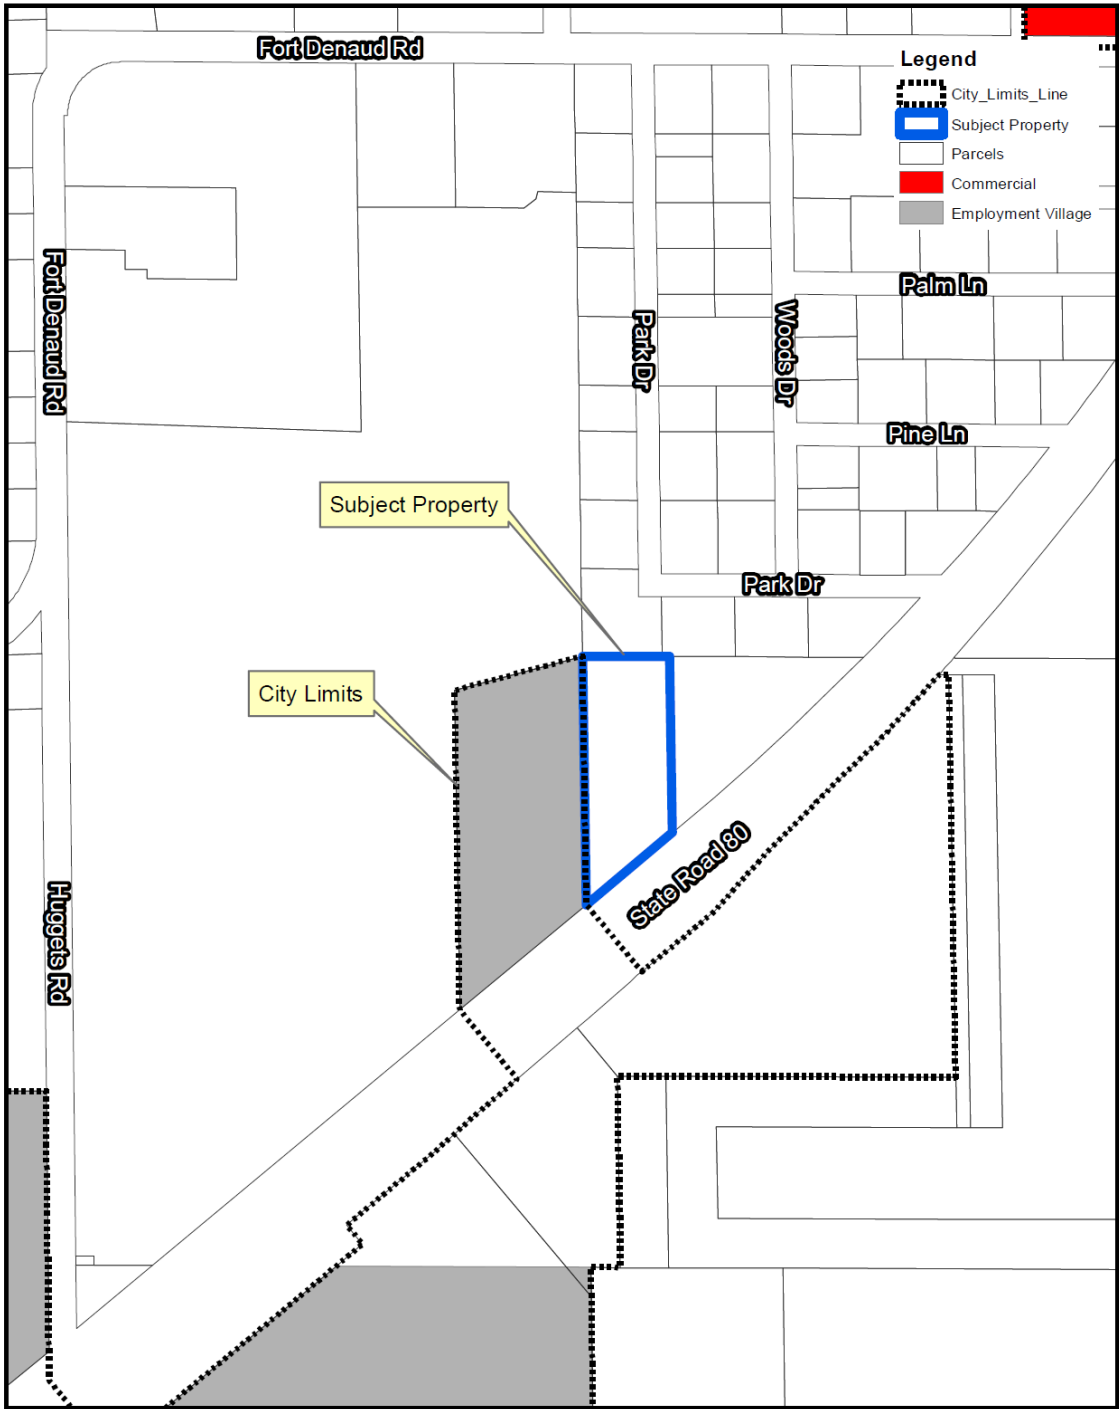 Fort Denaud Rd
Legend
City_Limits_Line
Subject Property
Parcels
Commercial
Employment Village
Fort Denaud Rd
Palm Ln
Park Dr
Woods Dr
Pine Ln
Subject Property
Park Dr
City Limits
State Road 80
Huggets Rd